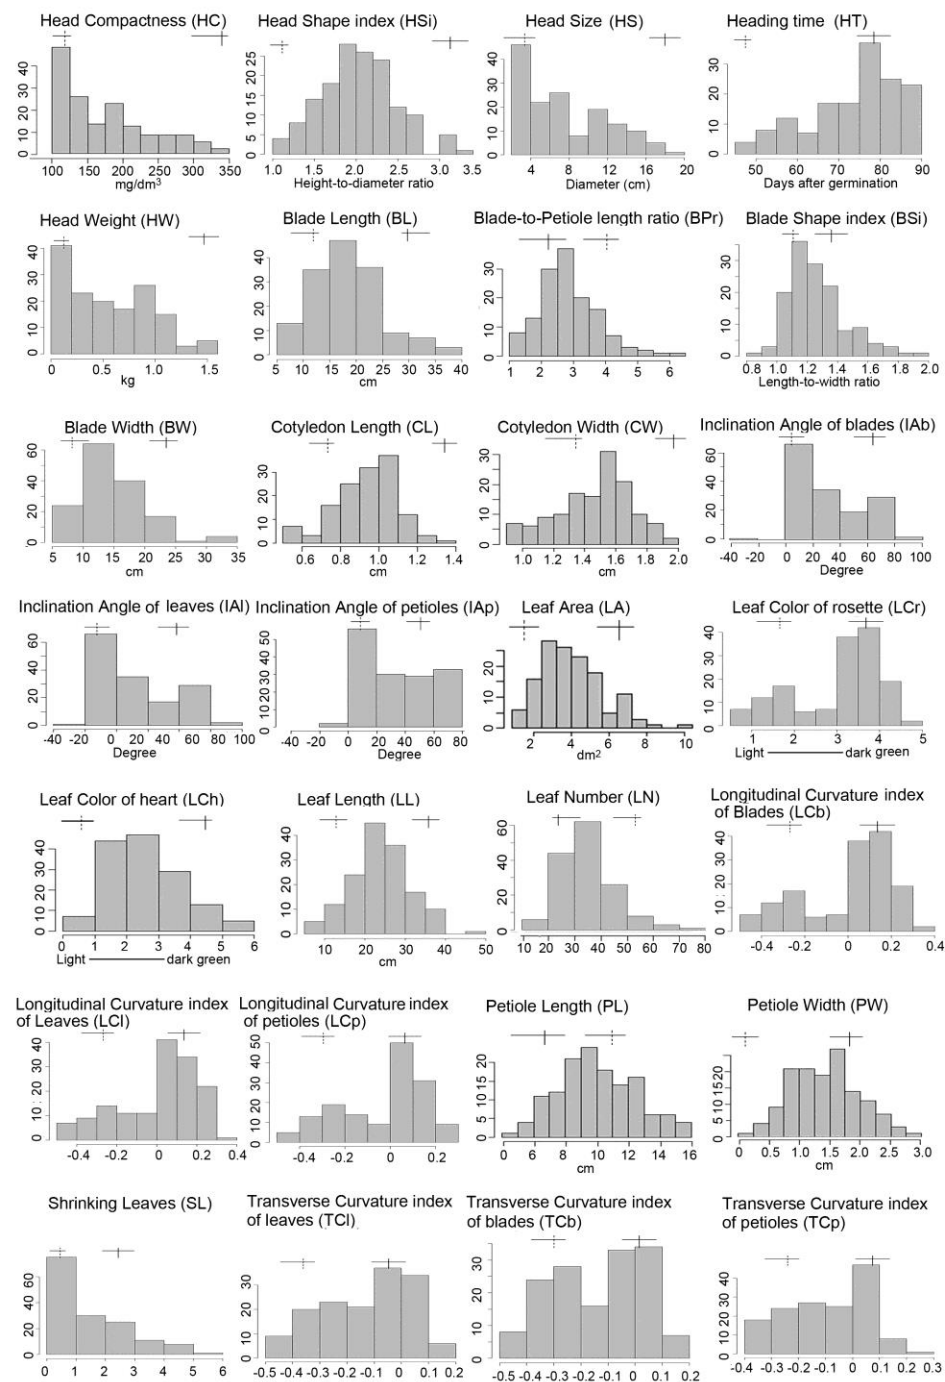 Head Compactness (HC)
Head Shape index (HSi)
Head Size (HS)
Heading time (HT)
0 10 20 30 40
100 150 200 250 300 350
mg/dm3
0 5 10 15 20 25
1.0 1.5 2.0 2.5 3.0 3.5
Height-to-diameter ratio
0 10 20 30 40
4 8 12 16 20
Diameter (cm)
0 10 20 30
50 60 70 80 90
Days after germination
Head Weight (HW)
Blade Length (BL)
Blade-to-Petiole length ratio (BPr)
Blade Shape index (BSi)
0 10 20 30 40
0 0.5 1.0 1.5
kg
0 10 20 30 40
5 10 15 20 25 30 35 40
cm
0 10 20 30
1 2 3 4 5 6
0 10 20 30
0.8 1.0 1.2 1.4 1.6 1.8 2.0
Length-to-width ratio
Blade Width (BW)
Cotyledon Length (CL)
Cotyledon Width (CW)
Inclination Angle of blades (IAb)
0 20 40 60
5 10 15 20 25 30 35
cm
0 10 20 30
0.6 0.8 1.0 1.2 1.4
cm
0 10 20 30
1.0 1.2 1.4 1.6 1.8 2.0
cm
0 20 40 60
-40 -20 0 20 40 60 80 100
Degree
Inclination Angle of leaves (IAl)
Inclination Angle of petioles (IAp)
Leaf Area (LA)
Leaf Color of rosette (LCr)
0 20 40 60
-40 -20 0 20 40 60 80 100
Degree
0 10 20 30 50
-40 -20 0 20 40 60 80
Degree
0 5 10 20
2 4 6 8 10
dm2
0 10 20 30 40
1 2 3 4 5
Light dark green
Leaf Color of heart (LCh)
Leaf Length (LL)
Leaf Number (LN)
Longitudinal Curvature index
of Blades (LCb)
0 10 20 30 40
0 1 2 3 4 5 6
Light dark green
0 10 20 30 40
10 20 30 40 50
cm
0 20 40 60
10 20 30 40 50 60 70 80
0 10 20 30 40
-0.4 -0.2 0 0.2 0.4
Longitudinal Curvature index
of Leaves (LCl)
Longitudinal Curvature index
of petioles (LCp)
Petiole Length (PL)
Petiole Width (PW)
0 10 20 30 40
-0.4 -0.2 0 0.2 0.4
0 10 20 30 40 50
-0.4 -0.2 0 0.2
0 5 10 15 20
0 6 8 10 12 14 16
cm
0 5 10 15 20
0 1.0 1.5 2.0 2.5 3.0
cm
Shrinking Leaves (SL)
Transverse Curvature index
of leaves (TCl)
Transverse Curvature index
of blades (TCb)
Transverse Curvature index
of petioles (TCp)
0 20 40 60
0 1 2 3 4 5 6
0 10 20 30
-0.5 -0.4 -0.3 -0.2 -0.1 0 0.1 0.2
0 10 20 30
-0.5 -0.4 -0.3 -0.2 -0.1 0 0.1 0.2
0 10 20 30 40
-0.4 -0.3 -0.2 -0.1 0 0.1 0.2 0.3